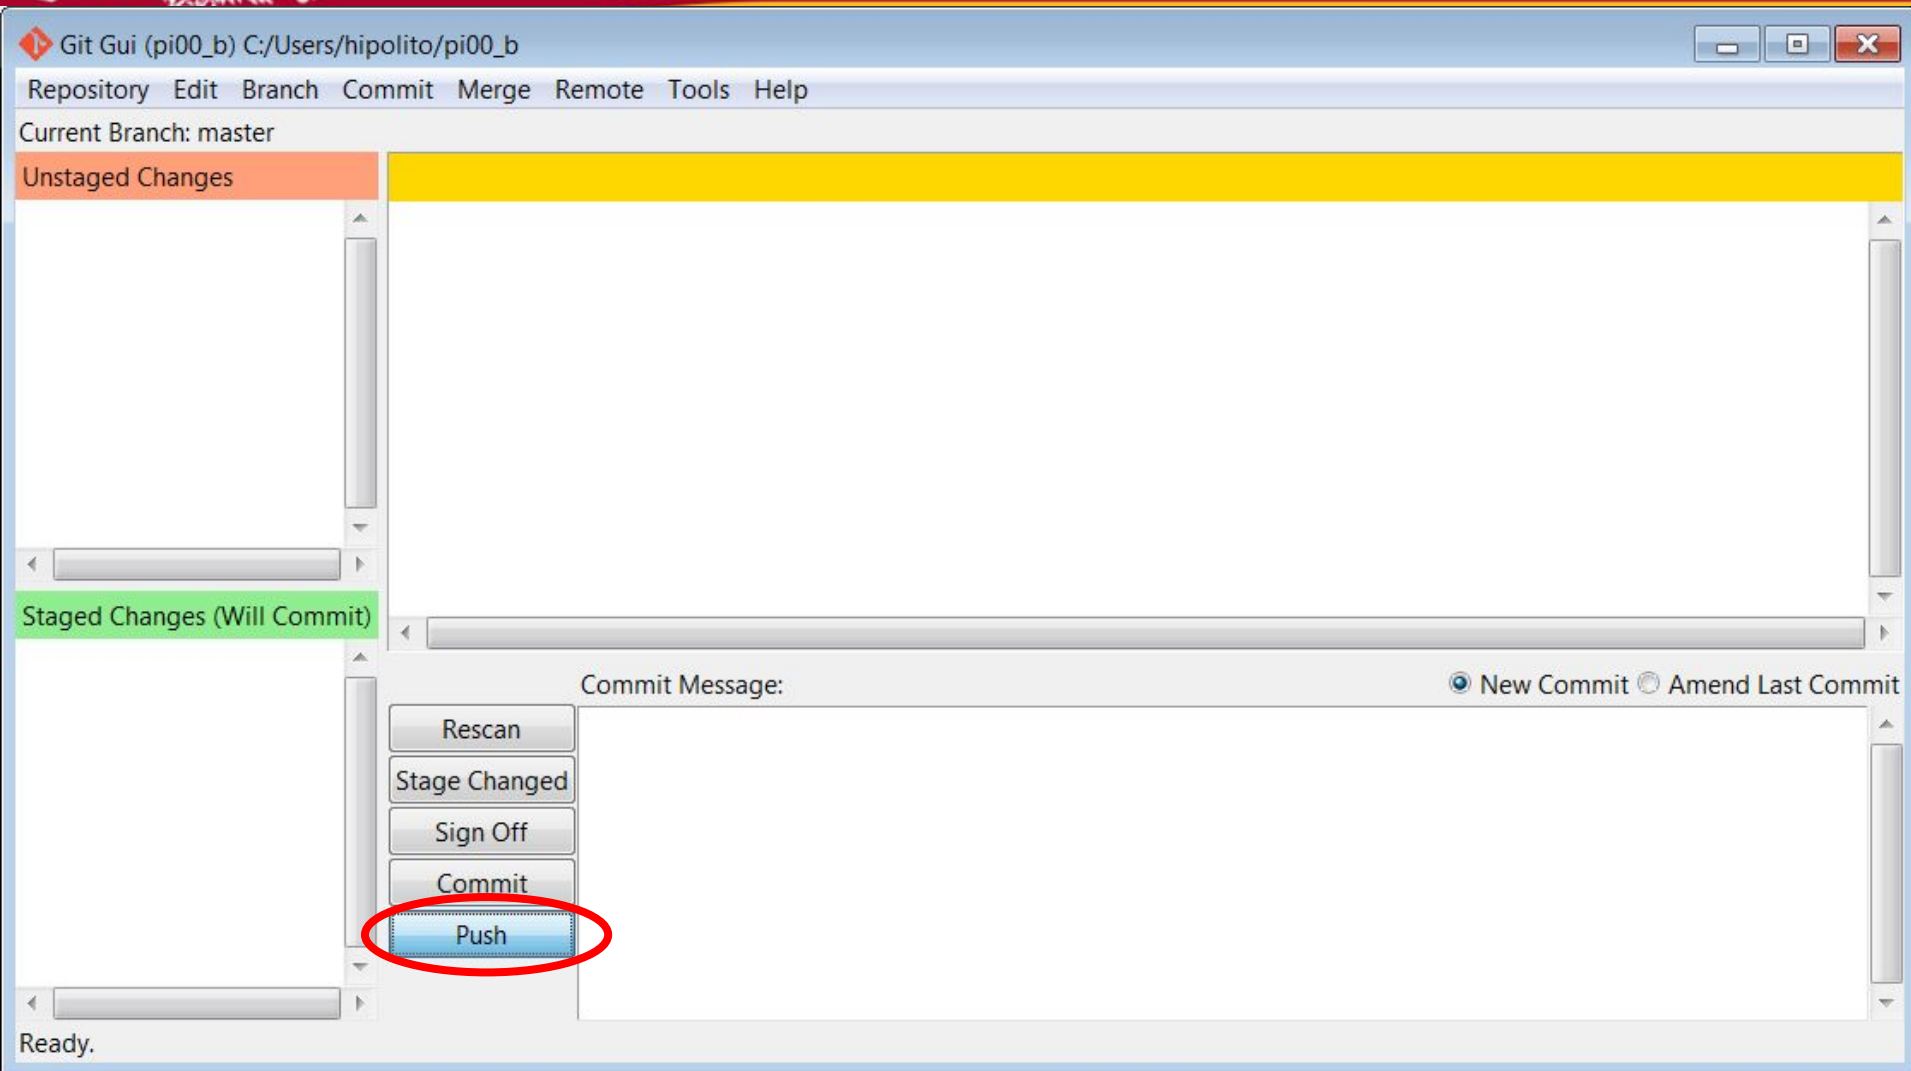 Git Gui (pi00_b) C:/Users/hipolito/pi00_b
Repository Edit Branch Commit Merge Remote Tools Help
Current Branch: master
Unstaged Changes
Staged Changes (Will Commit)
Commit Message:
New Commit
Amend Last Commit
Rescan
Stage Changed
Sign Off
Commit
Push
Ready.